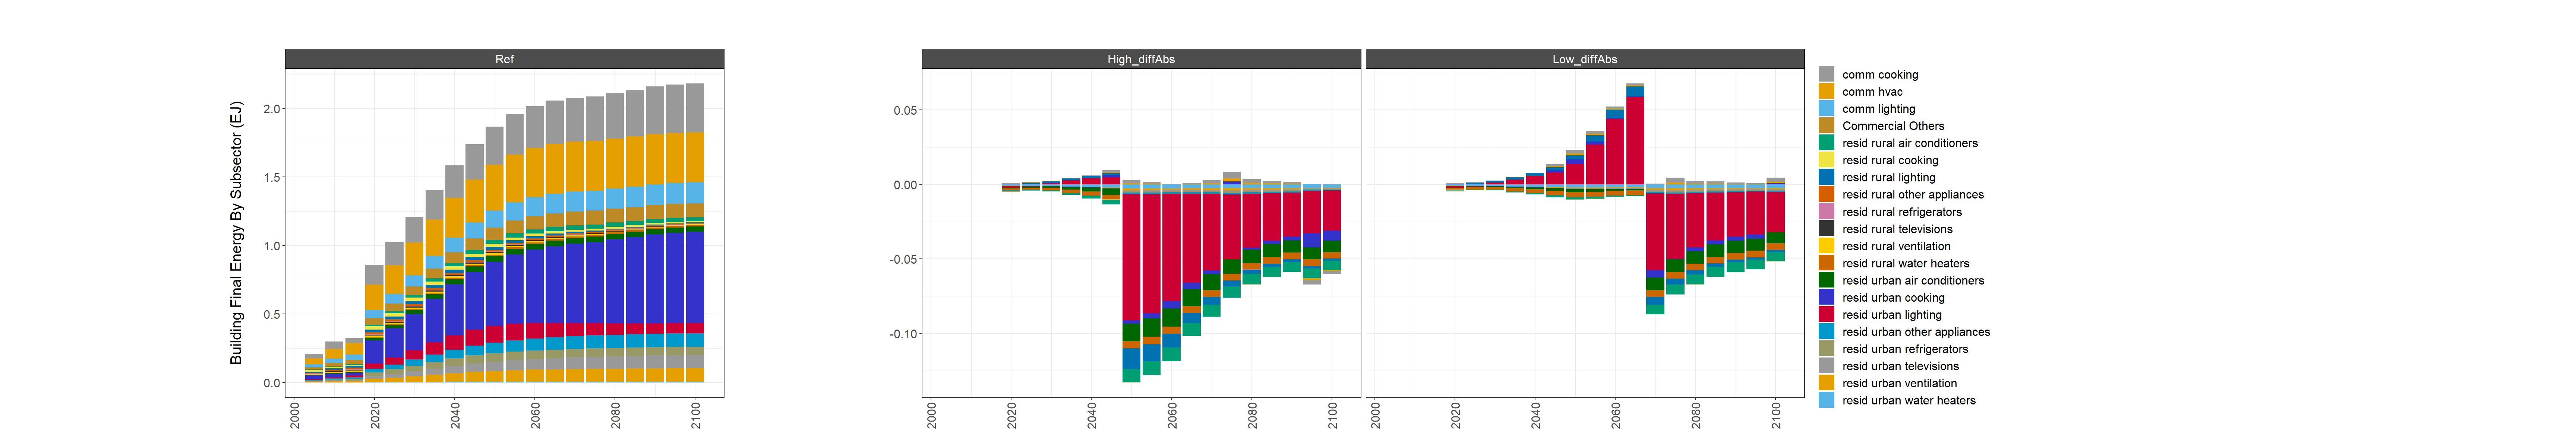 Ref
High_diffAbs
Low_diffAbs
Building Final Energy By Subsector (EJ)
2.0
1.5
1.0
0.5
0.0
0.05
0.00
-0.05
-0.10
2000
2020
2040
2060
2080
2100
2000
2020
2040
2060
2080
2100
2000
2020
2040
2060
2080
2100
comm cooking
comm hvac
comm lighting
Commercial Others
resid rural air conditioners
resid rural cooking
resid rural lighting
resid rural other appliances
resid rural refrigerators
resid rural televisions
resid rural ventilation
resid rural water heaters
resid urban air conditioners
resid urban cooking
resid urban lighting
resid urban other appliances
resid urban refrigerators
resid urban televisions
resid urban ventilation
resid urban water heaters